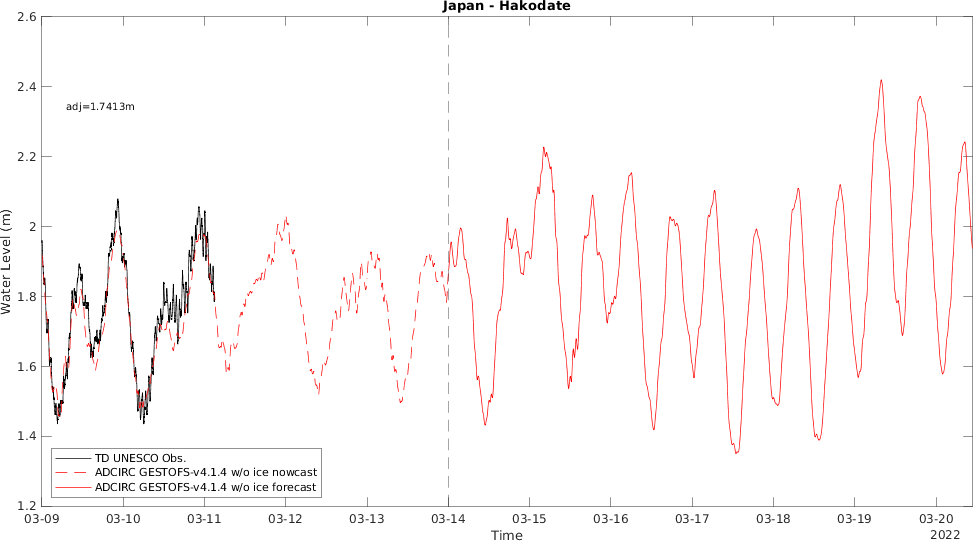 Japan - Hakodate
2.6
2.4
2.2
2
1.8
1.6
1.4
1.2
Water Level (m)
adj=1.7413m
TD UNESCO Obs.
ADCIRC GESTOFS-v4.1.4 w/o ice nowcast
ADCIRC GESTOFS-v4.1.4 w/o ice forecast
03-09 03-10 03-11 03-12 03-13 03-14 03-15 03-16 03-17 03-18 03-19 03-20
2022
Time